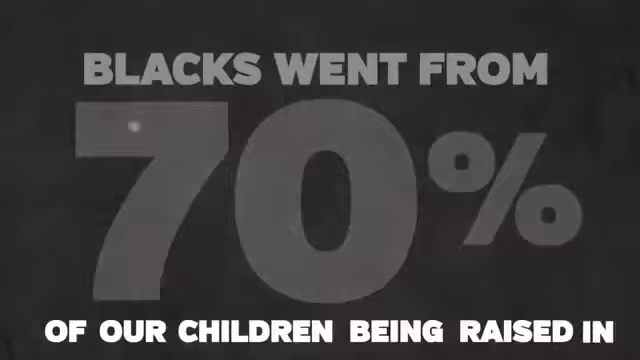 BLACKS WENT FROM
70%
OF OUR CHILDREN BEING RAISED IN